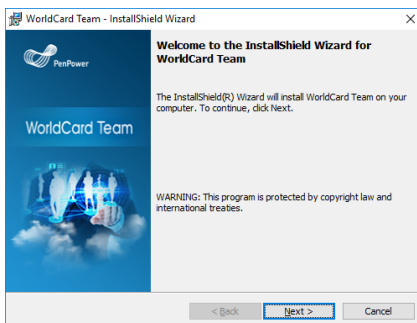 WorldCard Team - InstallShield Wizard
PenPower
WorldCard Team
Welcome to the InstallShield Wizard for
WorldCard Team
The InstallShield(R) Wizard will install WorldCard Team on your
computer. To continue, click Next.
WARNING: This program is protected by copyright law and
international treaties.
< Back
Next >
Cancel